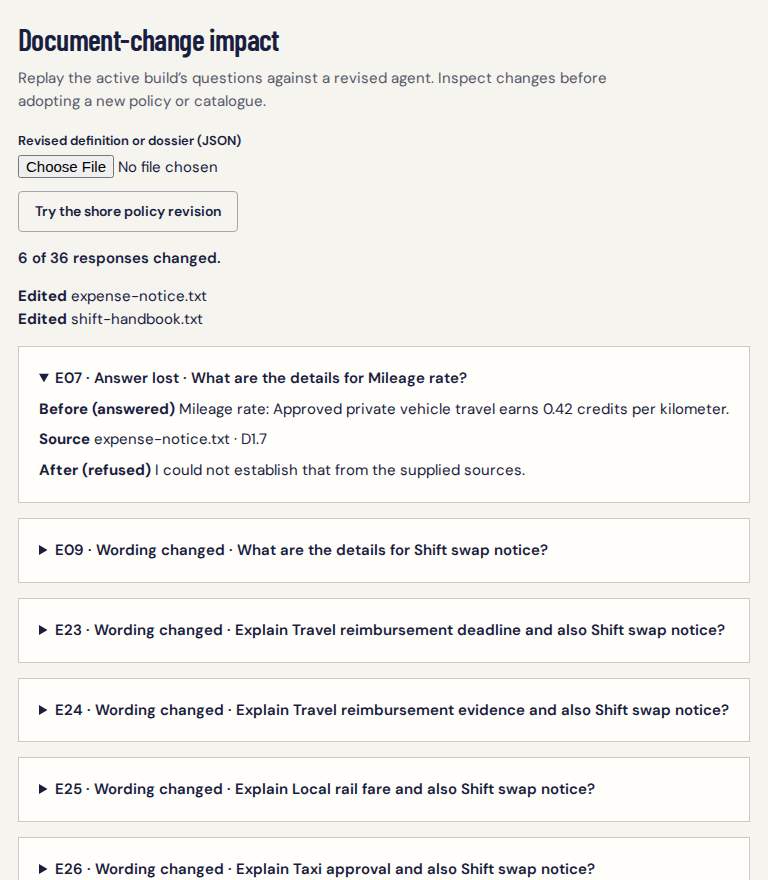 Document-change impact
Replay the active build's questions against a revised agent. Inspect changes before
adopting a new policy or catalogue.
Revised definition or dossier (JSON)
Choose File No file chosen
Try the shore policy revision
6 of 36 responses changed.
Edited expense-notice.txt
Edited shift-handbook.txt
▼ E07 · Answer lost · What are the details for Mileage rate?
Before (answered) Mileage rate: Approved private vehicle travel earns 0.42 credits per kilometer.
Source expense-notice.txt · D1.7
After (refused) I could not establish that from the supplied sources.
▶ E09 · Wording changed · What are the details for Shift swap notice?
▶ E23 · Wording changed · Explain Travel reimbursement deadline and also Shift swap notice?
▶ E24 · Wording changed · Explain Travel reimbursement evidence and also Shift swap notice?
▶ E25 · Wording changed · Explain Local rail fare and also Shift swap notice?
▶ E26 · Wording changed · Explain Taxi approval and also Shift swap notice?